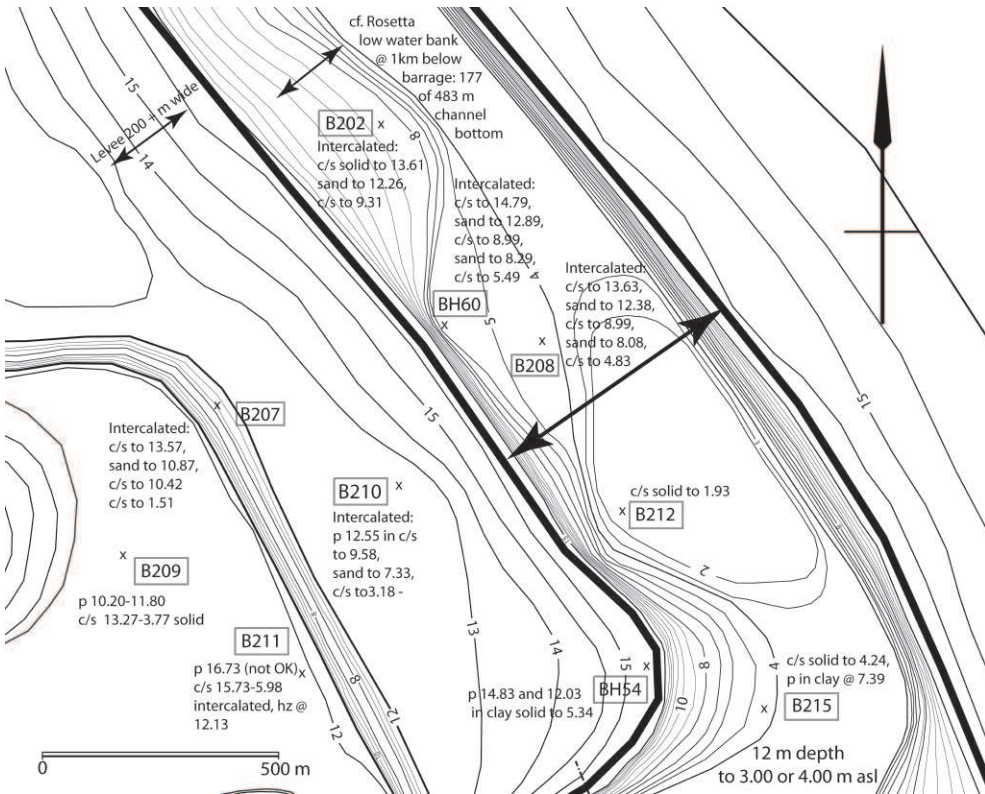 cf. Rosetta
low water bank
@ 1km below
barrage: 177
of 483 m
channel
bottom
15
Levee 200 + m wide
14
8
B202 x
Intercalated:
c/s solid to 13.61
sand to 12.26,
c/s to 9.31
Intercalated:
c/s to 14.79,
sand to 12.89,
c/s to 8.99,
sand to 8.29,
c/s to 5.49
4
Intercalated:
c/s to 13.63,
sand to 12.38,
c/s to 8.99,
sand to 8.08,
c/s to 4.83
BH60
x
5
x
B208
15
15
x
B207
Intercalated:
c/s to 13.57,
sand to 10.87,
c/s to 10.42
c/s to 1.51
B210 x
Intercalated:
p 12.55 in c/s
to 9.58,
sand to 7.33,
c/s to3.18 -
c/s solid to 1.93
x
B212
x
B209
p 10.20-11.80
c/s 13.27-3.77 solid
2
B211
p 16.73 (not OK) x
c/s 15.73-5.98
intercalated, hz @
12.13
13
14
15
x
BH54
p 14.83 and 12.03
in clay solid to 5.34
8
10
4
c/s solid to 4.24,
p in clay @ 7.39
x
B215
8
12
12
12 m depth
to 3.00 or 4.00 m asl
0
500 m